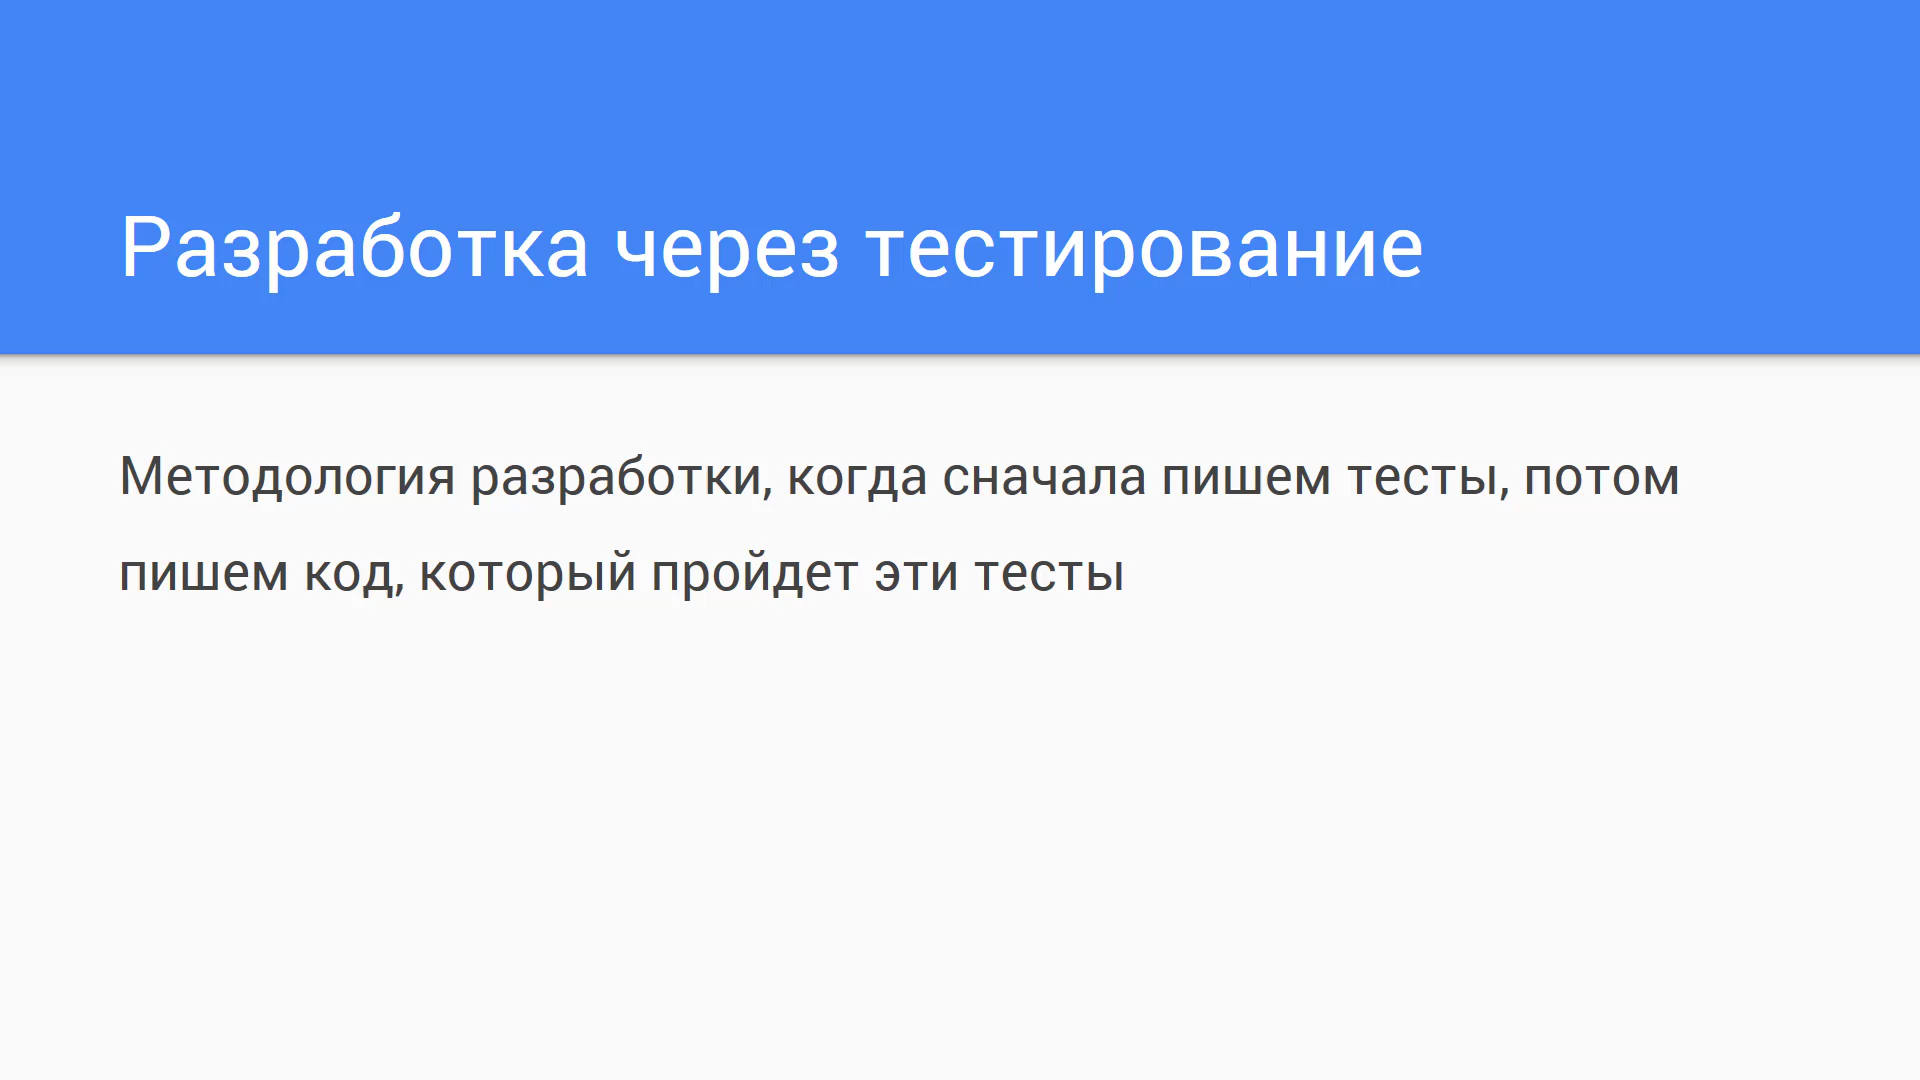 Разработка через тестирование
Методология разработки, когда сначала пишем тесты, потом
пишем код, который пройдет эти тесты